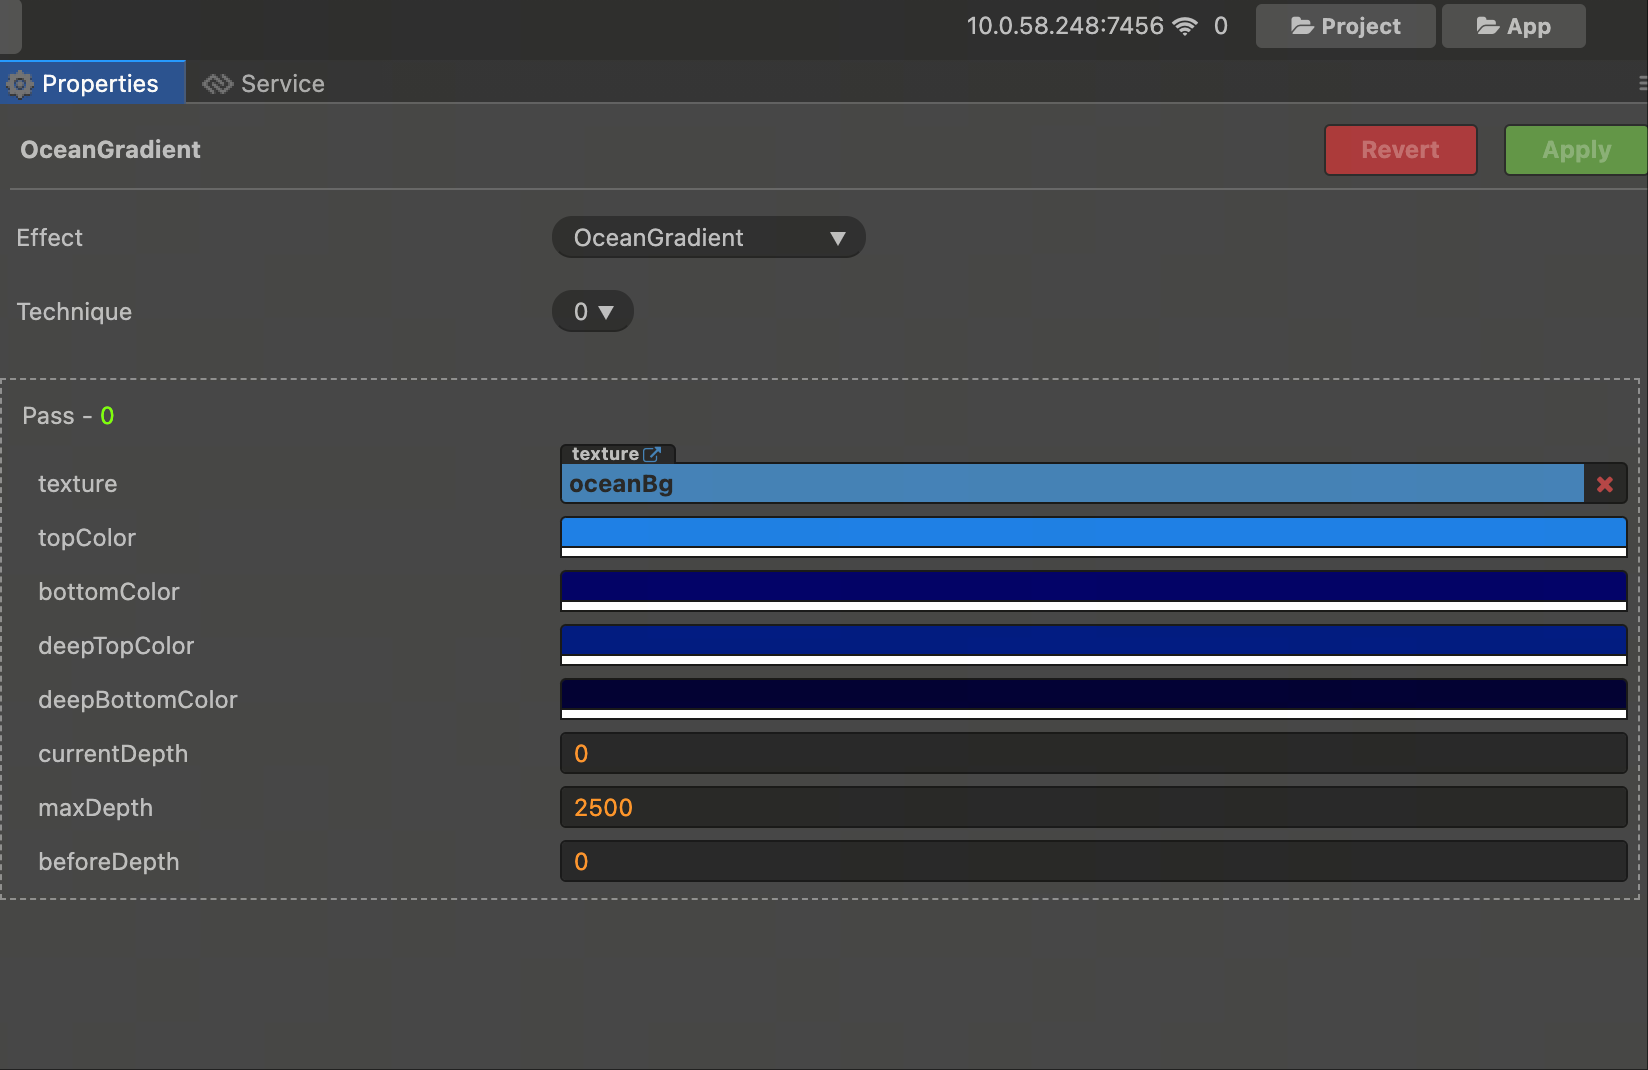 10.0.58.248:7456 0 Project App
Properties Service
OceanGradient Revert Apply
Effect OceanGradient
Technique 0
Pass - 0
texture
texture oceanBg
topColor
bottomColor
deepTopColor
deepBottomColor
currentDepth 0
maxDepth 2500
beforeDepth 0